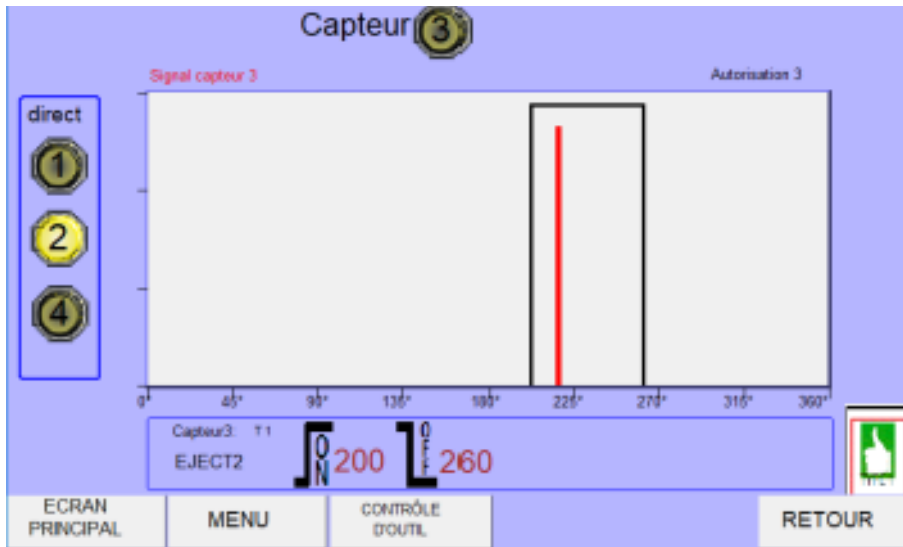 Capteur 3
Signal capteur 3
Autorisation 3
direct
1
2
4
0° 45° 90° 135° 180° 225° 270° 315° 360°
Capteur3: T1
EJECT2
ON 200 OFF 260
ECRAN PRINCIPAL
MENU
CONTRÔLE D'OUTIL
RETOUR